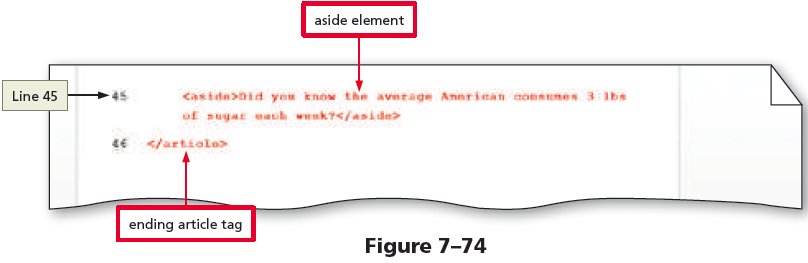 aside element
Line 45
45 <aside>Did you know the average American consumes 3 lbs
of sugar each week?</aside>
46 </article>
ending article tag
Figure 7–74